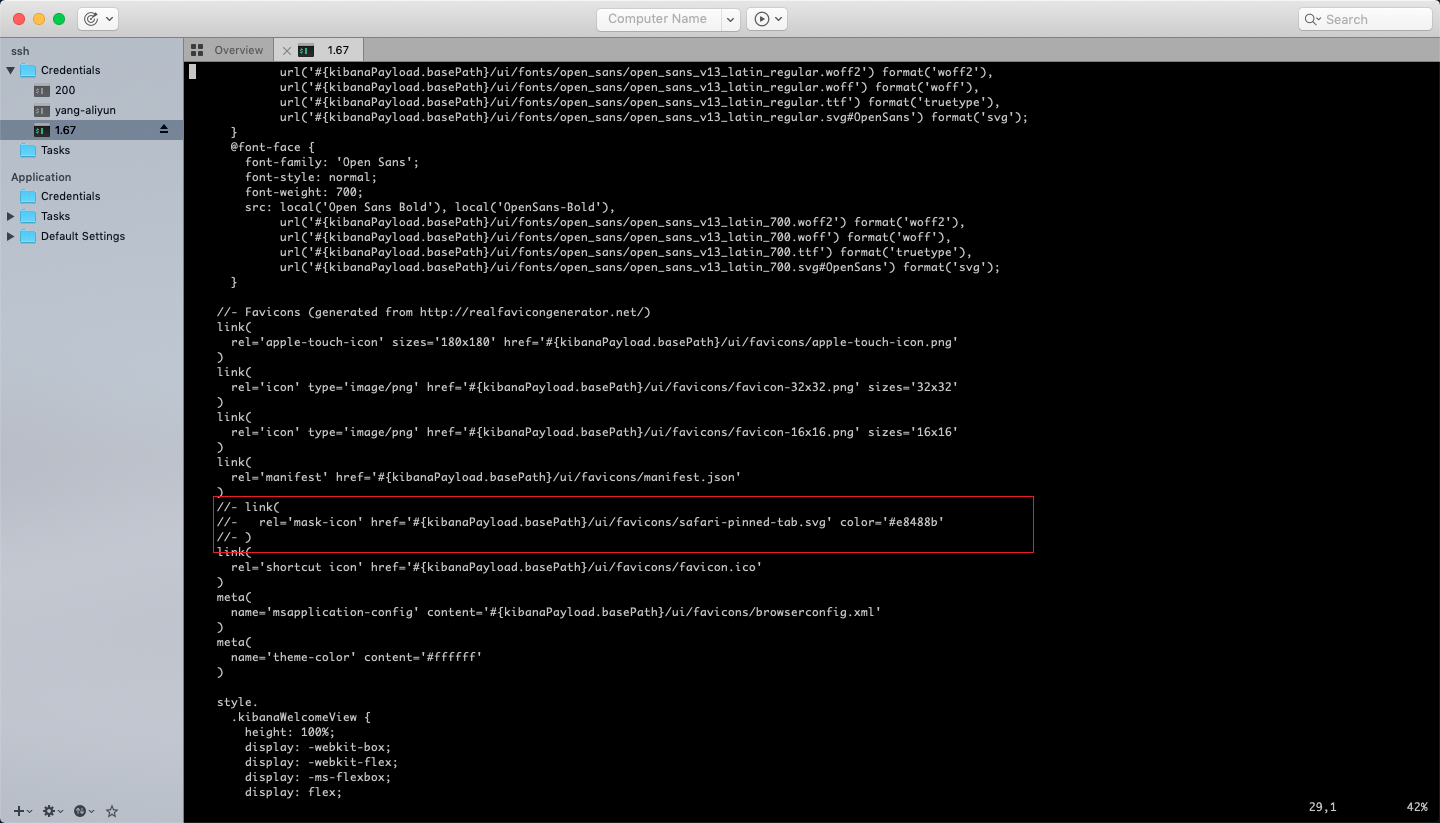 Computer Name
Search
ssh
Credentials
200
yang-aliyun
1.67
Tasks
Application
Credentials
Tasks
Default Settings
Overview
1.67
url('#{kibanaPayload.basePath}/ui/fonts/open_sans/open_sans_v13_latin_regular.woff2') format('woff2'),
url('#{kibanaPayload.basePath}/ui/fonts/open_sans/open_sans_v13_latin_regular.woff') format('woff'),
url('#{kibanaPayload.basePath}/ui/fonts/open_sans/open_sans_v13_latin_regular.ttf') format('truetype'),
url('#{kibanaPayload.basePath}/ui/fonts/open_sans/open_sans_v13_latin_regular.svg#OpenSans') format('svg');
}
@font-face {
font-family: 'Open Sans';
font-style: normal;
font-weight: 700;
src: local('Open Sans Bold'), local('OpenSans-Bold'),
url('#{kibanaPayload.basePath}/ui/fonts/open_sans/open_sans_v13_latin_700.woff2') format('woff2'),
url('#{kibanaPayload.basePath}/ui/fonts/open_sans/open_sans_v13_latin_700.woff') format('woff'),
url('#{kibanaPayload.basePath}/ui/fonts/open_sans/open_sans_v13_latin_700.ttf') format('truetype'),
url('#{kibanaPayload.basePath}/ui/fonts/open_sans/open_sans_v13_latin_700.svg#OpenSans') format('svg');
}
//- Favicons (generated from http://realfavicongenerator.net/)
link(
rel='apple-touch-icon' sizes='180x180' href='#{kibanaPayload.basePath}/ui/favicons/apple-touch-icon.png'
)
link(
rel='icon' type='image/png' href='#{kibanaPayload.basePath}/ui/favicons/favicon-32x32.png' sizes='32x32'
)
link(
rel='icon' type='image/png' href='#{kibanaPayload.basePath}/ui/favicons/favicon-16x16.png' sizes='16x16'
)
link(
rel='manifest' href='#{kibanaPayload.basePath}/ui/favicons/manifest.json'
)
//- link(
//-   rel='mask-icon' href='#{kibanaPayload.basePath}/ui/favicons/safari-pinned-tab.svg' color='#e8488b'
//- )
link(
rel='shortcut icon' href='#{kibanaPayload.basePath}/ui/favicons/favicon.ico'
)
meta(
name='msapplication-config' content='#{kibanaPayload.basePath}/ui/favicons/browserconfig.xml'
)
meta(
name='theme-color' content='#ffffff'
)
style.
.kibanaWelcomeView {
height: 100%;
display: -webkit-box;
display: -webkit-flex;
display: -ms-flexbox;
display: flex;
29,1 42%